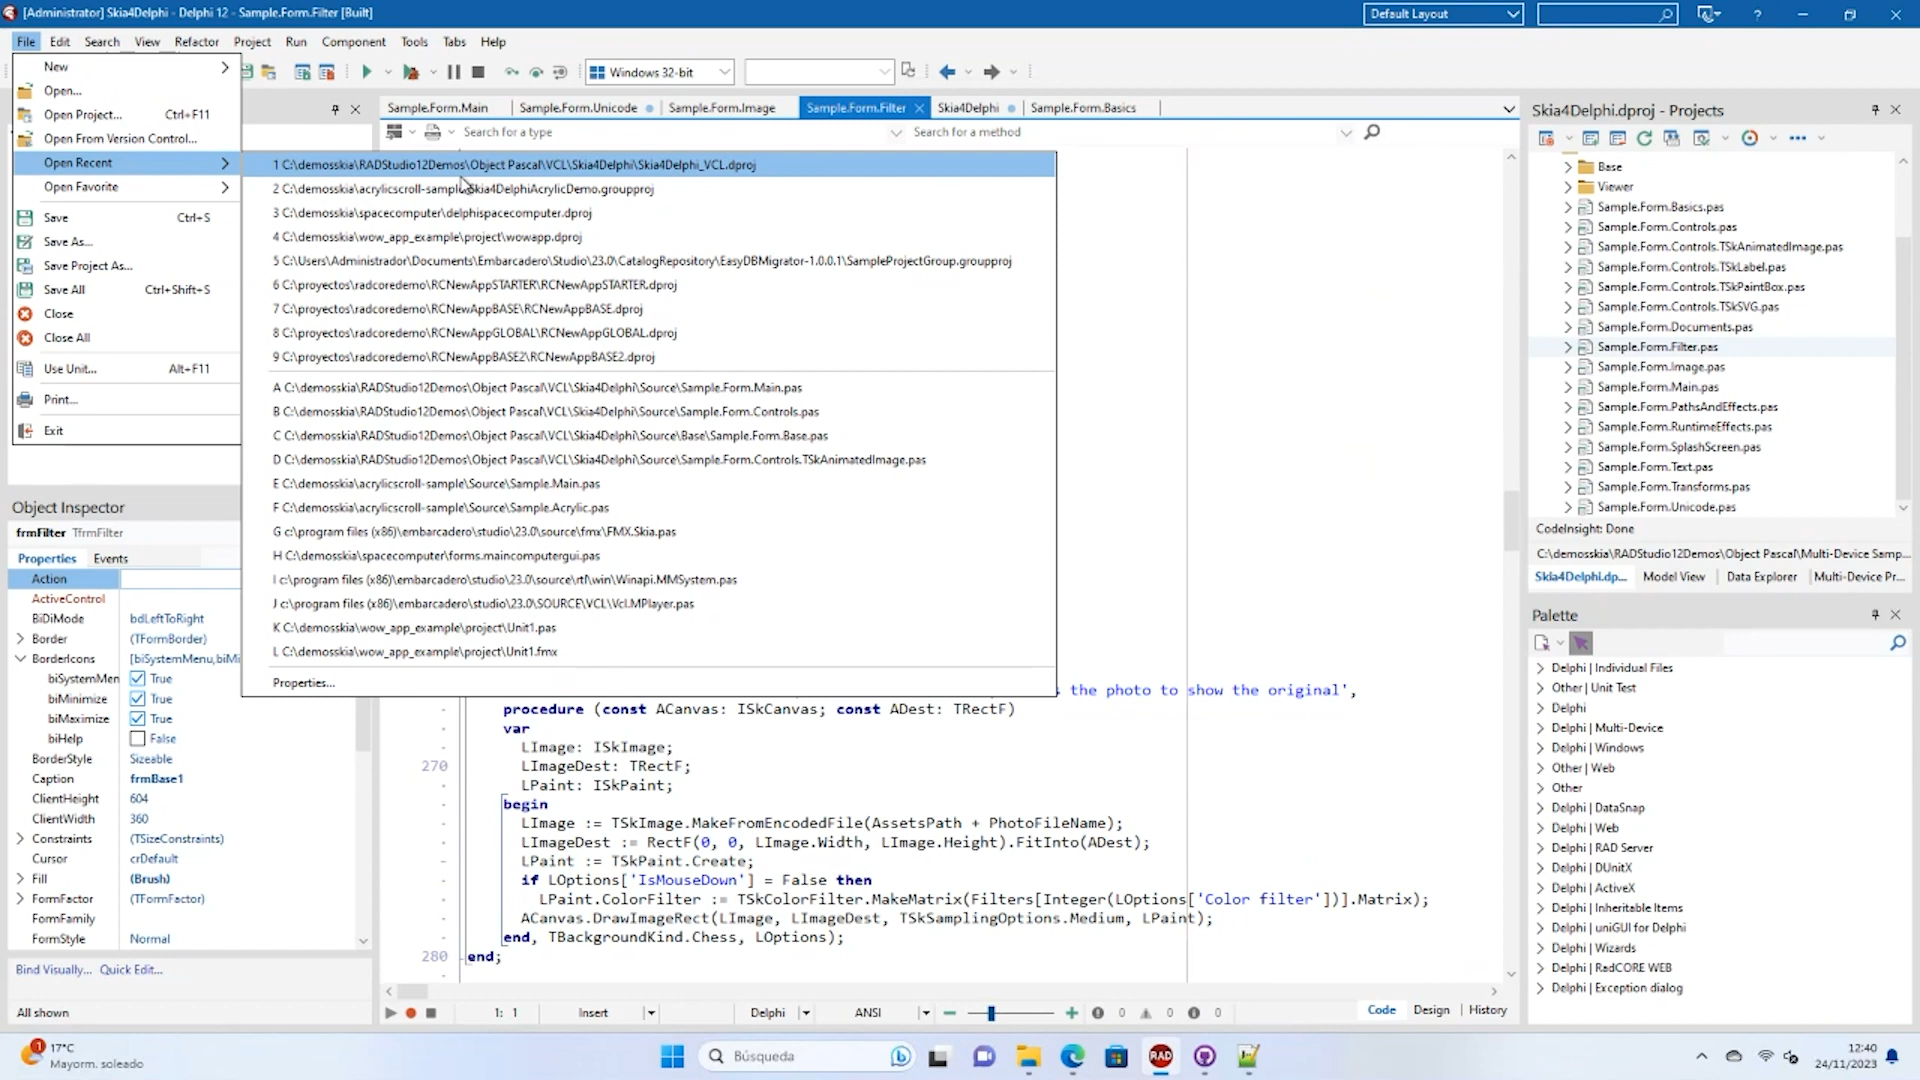 [Administrator] Skia4Delphi - Delphi 12 - Sample.Form.Filter [Built]
Default Layout
?
File Edit Search View Refactor Project Run Component Tools Tabs Help
Windows 32-bit
New
Open...
Open Project... Ctrl+F11
Open From Version Control...
Open Recent
Open Favorite
Save Ctrl+S
Save As...
Save Project As...
Save All Ctrl+Shift+S
Close
Close All
Use Unit... Alt+F11
Print...
Exit
Sample.Form.Main Sample.Form.Unicode Sample.Form.Image Sample.Form.Filter Skia4Delphi Sample.Form.Basics
Search for a type Search for a method
1 C:\demosskia\RADStudio12Demos\Object Pascal\VCL\Skia4Delphi\Skia4Delphi_VCL.dproj
2 C:\demosskia\acrylicscroll-sample\Skia4DelphiAcrylicDemo.groupproj
3 C:\demosskia\spacecomputer\delphispacecomputer.dproj
4 C:\demosskia\wow_app_example\project\wowapp.dproj
5 C:\Users\Administrador\Documents\Embarcadero\Studio\23.0\CatalogRepository\EasyDBMigrator-1.0.0.1\SampleProjectGroup.groupproj
6 C:\proyectos\radcoredemo\RCNewAppSTARTER\RCNewAppSTARTER.dproj
7 C:\proyectos\radcoredemo\RCNewAppBASE\RCNewAppBASE.dproj
8 C:\proyectos\radcoredemo\RCNewAppGLOBAL\RCNewAppGLOBAL.dproj
9 C:\proyectos\radcoredemo\RCNewAppBASE2\RCNewAppBASE2.dproj
A C:\demosskia\RADStudio12Demos\Object Pascal\VCL\Skia4Delphi\Source\Sample.Form.Main.pas
B C:\demosskia\RADStudio12Demos\Object Pascal\VCL\Skia4Delphi\Source\Sample.Form.Controls.pas
C C:\demosskia\RADStudio12Demos\Object Pascal\VCL\Skia4Delphi\Source\Base\Sample.Form.Base.pas
D C:\demosskia\RADStudio12Demos\Object Pascal\VCL\Skia4Delphi\Source\Sample.Form.Controls.TSkAnimatedImage.pas
E C:\demosskia\acrylicscroll-sample\Source\Sample.Main.pas
F C:\demosskia\acrylicscroll-sample\Source\Sample.Acrylic.pas
G c:\program files (x86)\embarcadero\studio\23.0\source\fmx\FMX.Skia.pas
H C:\demosskia\spacecomputer\forms.maincomputergui.pas
I c:\program files (x86)\embarcadero\studio\23.0\source\rtl\win\Winapi.MMSystem.pas
J c:\program files (x86)\embarcadero\studio\23.0\SOURCE\VCL\Vcl.MPlayer.pas
K C:\demosskia\wow_app_example\project\Unit1.pas
L C:\demosskia\wow_app_example\project\Unit1.fmx
Properties...
Object Inspector
frmFilter TfrmFilter
Properties Events
Action
ActiveControl
BiDiMode bdLeftToRight
Border (TFormBorder)
BorderIcons [biSystemMenu,biMi
biSystemMen True
biMinimize True
biMaximize True
biHelp False
BorderStyle Sizeable
Caption frmBase1
ClientHeight 604
ClientWidth 360
Constraints (TSizeConstraints)
Cursor crDefault
Fill (Brush)
FormFactor (TFormFactor)
FormFamily
FormStyle Normal
Bind Visually... Quick Edit...
All shown
s the photo to show the original',
procedure (const ACanvas: ISkCanvas; const ADest: TRectF)
var
LImage: ISkImage;
270 LImageDest: TRectF;
LPaint: ISkPaint;
begin
LImage := TSkImage.MakeFromEncodedFile(AssetsPath + PhotoFileName);
LImageDest := RectF(0, 0, LImage.Width, LImage.Height).FitInto(ADest);
LPaint := TSkPaint.Create;
if LOptions['IsMouseDown'] = False then
LPaint.ColorFilter := TSkColorFilter.MakeMatrix(Filters[Integer(LOptions['Color filter'])].Matrix);
ACanvas.DrawImageRect(LImage, LImageDest, TSkSamplingOptions.Medium, LPaint);
end, TBackgroundKind.Chess, LOptions);
280 end;
1: 1 Insert Delphi ANSI 0 0 0 Code Design History
Skia4Delphi.dproj - Projects
Base
Viewer
Sample.Form.Basics.pas
Sample.Form.Controls.pas
Sample.Form.Controls.TSkAnimatedImage.pas
Sample.Form.Controls.TSkLabel.pas
Sample.Form.Controls.TSkPaintBox.pas
Sample.Form.Controls.TSkSVG.pas
Sample.Form.Documents.pas
Sample.Form.Filter.pas
Sample.Form.Image.pas
Sample.Form.Main.pas
Sample.Form.PathsAndEffects.pas
Sample.Form.RuntimeEffects.pas
Sample.Form.SplashScreen.pas
Sample.Form.Text.pas
Sample.Form.Transforms.pas
Sample.Form.Unicode.pas
CodeInsight: Done
C:\demosskia\RADStudio12Demos\Object Pascal\Multi-Device Samp...
Skia4Delphi.dp... Model View Data Explorer Multi-Device Pr...
Palette
Delphi | Individual Files
Other | Unit Test
Delphi
Delphi | Multi-Device
Delphi | Windows
Other | Web
Other
Delphi | DataSnap
Delphi | Web
Delphi | RAD Server
Delphi | DUnitX
Delphi | ActiveX
Delphi | Inheritable Items
Delphi | uniGUI for Delphi
Delphi | Wizards
Delphi | RadCORE WEB
Delphi | Exception dialog
1
17°C
Mayorm. soleado
Búsqueda
RAD
12:40
24/11/2023